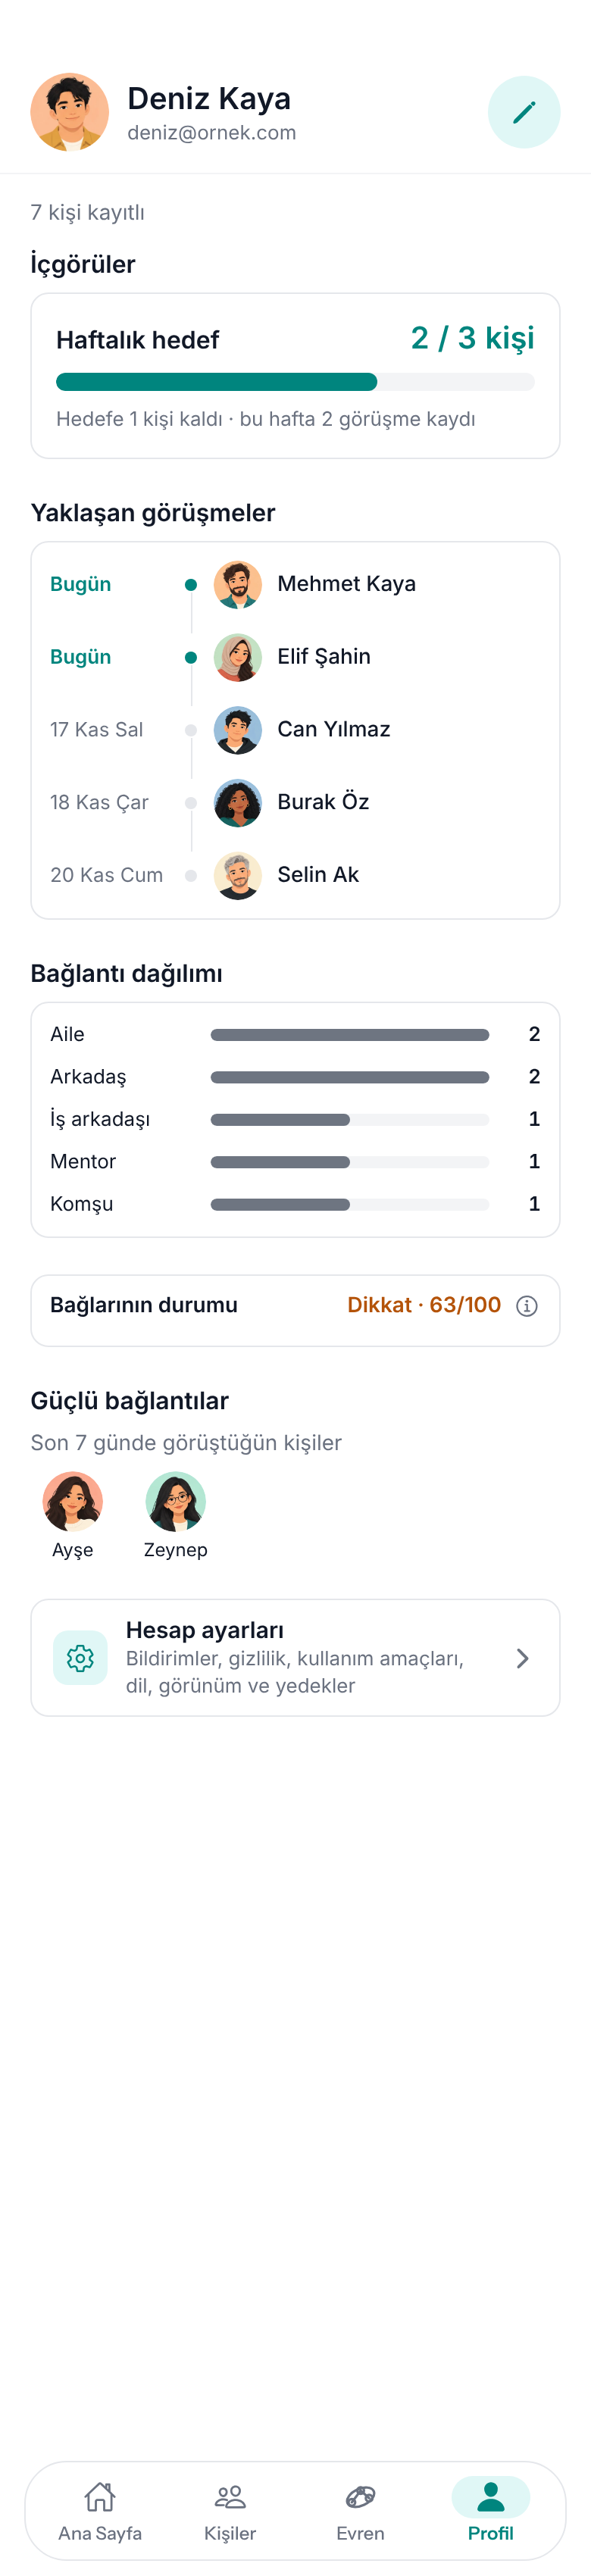 Deniz Kaya
deniz@ornek.com
7 kişi kayıtlı
İçgörüler
Haftalık hedef 2 / 3 kişi
Hedefe 1 kişi kaldı · bu hafta 2 görüşme kaydı
Yaklaşan görüşmeler
Bugün Mehmet Kaya
Bugün Elif Şahin
17 Kas Sal Can Yılmaz
18 Kas Çar Burak Öz
20 Kas Cum Selin Ak
Bağlantı dağılımı
Aile 2
Arkadaş 2
İş arkadaşı 1
Mentor 1
Komşu 1
Bağlarının durumu Dikkat · 63/100
Güçlü bağlantılar
Son 7 günde görüştüğün kişiler
Ayşe Zeynep
Hesap ayarları
Bildirimler, gizlilik, kullanım amaçları,
dil, görünüm ve yedekler
Ana Sayfa Kişiler Evren Profil